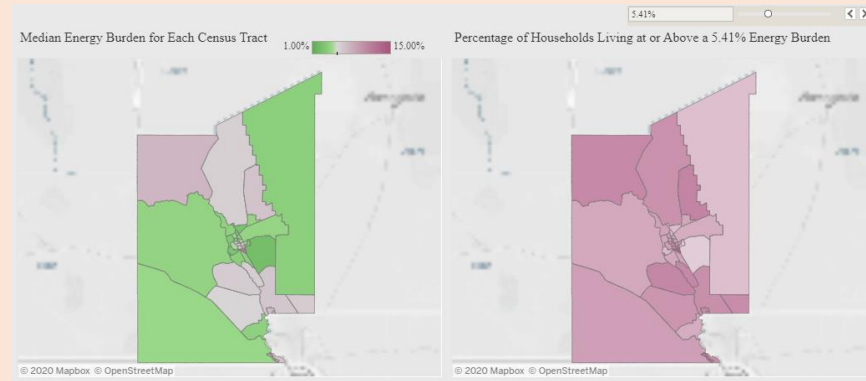 5.41%
Median Energy Burden for Each Census Tract
1.00%
15.00%
Percentage of Households Living at or Above a 5.41% Energy Burden
© 2020 Mapbox © OpenStreetMap
© 2020 Mapbox © OpenStreetMap